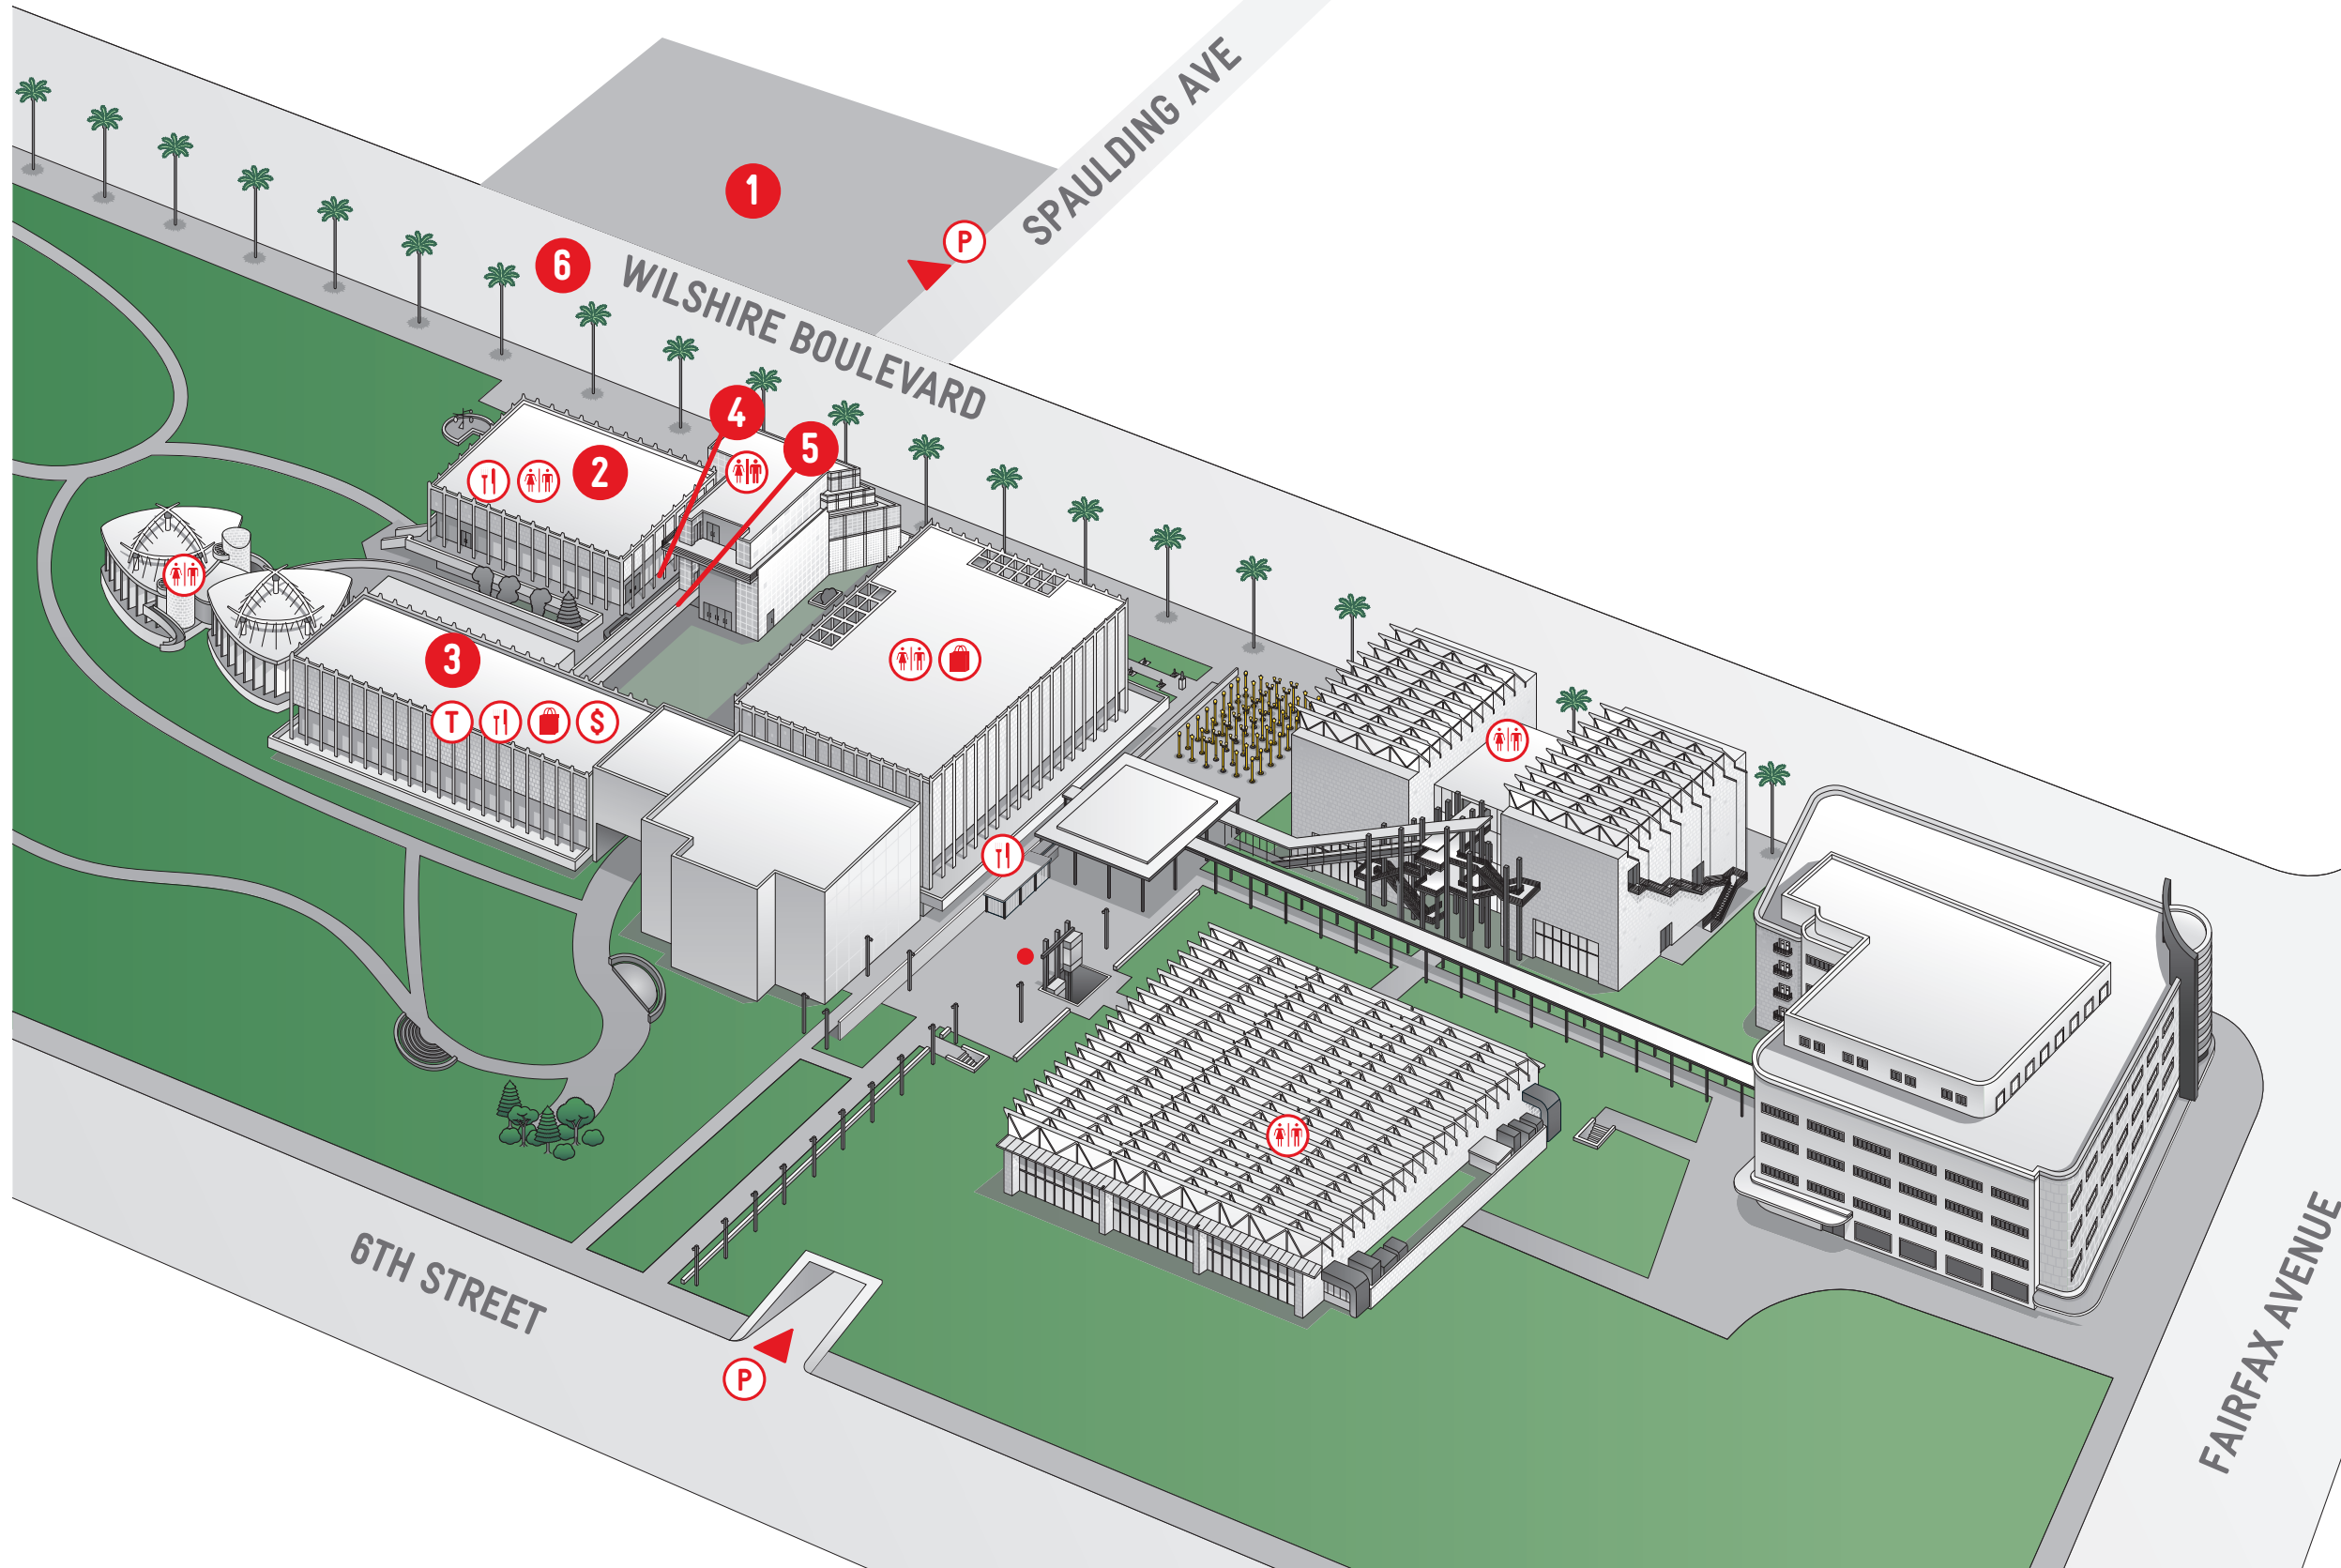 SPAULDING AVE
1
P
6
WILSHIRE BOULEVARD
4
5
2
3
T $
6TH STREET
P
FAIRFAX AVENUE